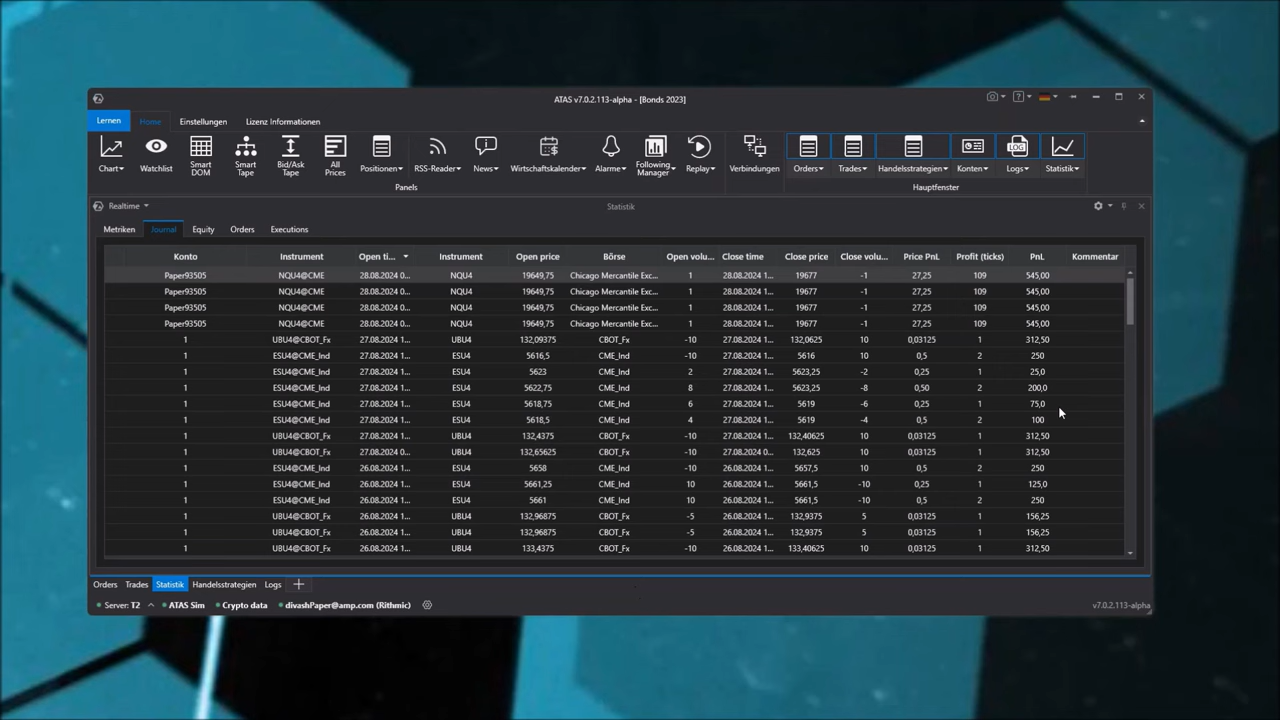 ATAS v7.0.2.113-alpha - [Bonds 2023]
Lernen Home Einstellungen Lizenz Informationen
Chart Watchlist Smart DOM Smart Tape Bid/Ask Tape All Prices Positionen RSS-Reader News Wirtschaftskalender Alarme Following Manager Replay Verbindungen Orders Trades Handelsstrategien Konten LOG Logs Statistik
Panels Hauptfenster
Realtime Statistik
Metriken Journal Equity Orders Executions
Konto Instrument Open ti... Instrument Open price Börse Open volu... Close time Close price Close volu... Price PnL Profit (ticks) PnL Kommentar
Paper93505 NQU4@CME 28.08.2024 0... NQU4 19649,75 Chicago Mercantile Exc... 1 28.08.2024 1... 19677 -1 27,25 109 545,00
Paper93505 NQU4@CME 28.08.2024 0... NQU4 19649,75 Chicago Mercantile Exc... 1 28.08.2024 1... 19677 -1 27,25 109 545,00
Paper93505 NQU4@CME 28.08.2024 0... NQU4 19649,75 Chicago Mercantile Exc... 1 28.08.2024 1... 19677 -1 27,25 109 545,00
Paper93505 NQU4@CME 28.08.2024 0... NQU4 19649,75 Chicago Mercantile Exc... 1 28.08.2024 1... 19677 -1 27,25 109 545,00
1 UBU4@CBOT_Fx 27.08.2024 1... UBU4 132,09375 CBOT_Fx -10 27.08.2024 1... 132,0625 10 0,03125 1 312,50
1 ESU4@CME_Ind 27.08.2024 1... ESU4 5616,5 CME_Ind -10 27.08.2024 1... 5616 10 0,5 2 250
1 ESU4@CME_Ind 27.08.2024 1... ESU4 5623 CME_Ind 2 27.08.2024 1... 5623,25 -2 0,25 1 25,0
1 ESU4@CME_Ind 27.08.2024 1... ESU4 5622,75 CME_Ind 8 27.08.2024 1... 5623,25 -8 0,50 2 200,0
1 ESU4@CME_Ind 27.08.2024 1... ESU4 5618,75 CME_Ind 6 27.08.2024 1... 5619 -6 0,25 1 75,0
1 ESU4@CME_Ind 27.08.2024 1... ESU4 5618,5 CME_Ind 4 27.08.2024 1... 5619 -4 0,5 2 100
1 UBU4@CBOT_Fx 27.08.2024 1... UBU4 132,4375 CBOT_Fx -10 27.08.2024 1... 132,40625 10 0,03125 1 312,50
1 UBU4@CBOT_Fx 27.08.2024 0... UBU4 132,65625 CBOT_Fx -10 27.08.2024 0... 132,625 10 0,03125 1 312,50
1 ESU4@CME_Ind 26.08.2024 1... ESU4 5658 CME_Ind -10 26.08.2024 1... 5657,5 10 0,5 2 250
1 ESU4@CME_Ind 26.08.2024 1... ESU4 5661,25 CME_Ind 10 26.08.2024 1... 5661,5 -10 0,25 1 125,0
1 ESU4@CME_Ind 26.08.2024 1... ESU4 5661 CME_Ind 10 26.08.2024 1... 5661,5 -10 0,5 2 250
1 UBU4@CBOT_Fx 26.08.2024 1... UBU4 132,96875 CBOT_Fx -5 26.08.2024 1... 132,9375 5 0,03125 1 156,25
1 UBU4@CBOT_Fx 26.08.2024 1... UBU4 132,96875 CBOT_Fx -5 26.08.2024 1... 132,9375 5 0,03125 1 156,25
1 UBU4@CBOT_Fx 26.08.2024 1... UBU4 133,4375 CBOT_Fx -10 26.08.2024 1... 133,40625 10 0,03125 1 312,50
Orders Trades Statistik Handelsstrategien Logs
Server: T2 ATAS Sim Crypto data divashPaper@amp.com (Rithmic) v7.0.2.113-alpha